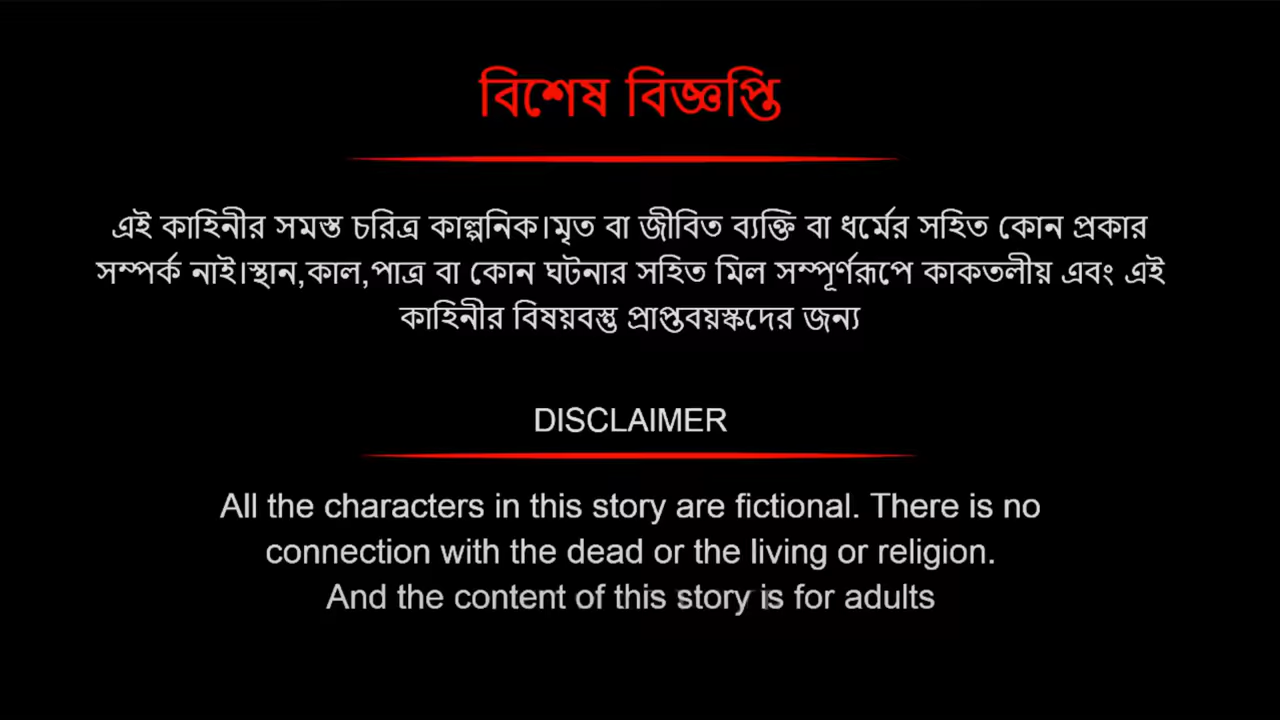 বিশেষ বিজ্ঞপ্তি
এই কাহিনীর সমস্ত চরিত্র কাল্পনিক।মৃত বা জীবিত ব্যক্তি বা ধর্মের সহিত কোন প্রকার
সম্পর্ক নাই।স্থান,কাল,পাত্র বা কোন ঘটনার সহিত মিল সম্পূর্ণরূপে কাকতলীয় এবং এই
কাহিনীর বিষয়বস্তু প্রাপ্তবয়স্কদের জন্য
DISCLAIMER
All the characters in this story are fictional. There is no
connection with the dead or the living or religion.
And the content of this story is for adults